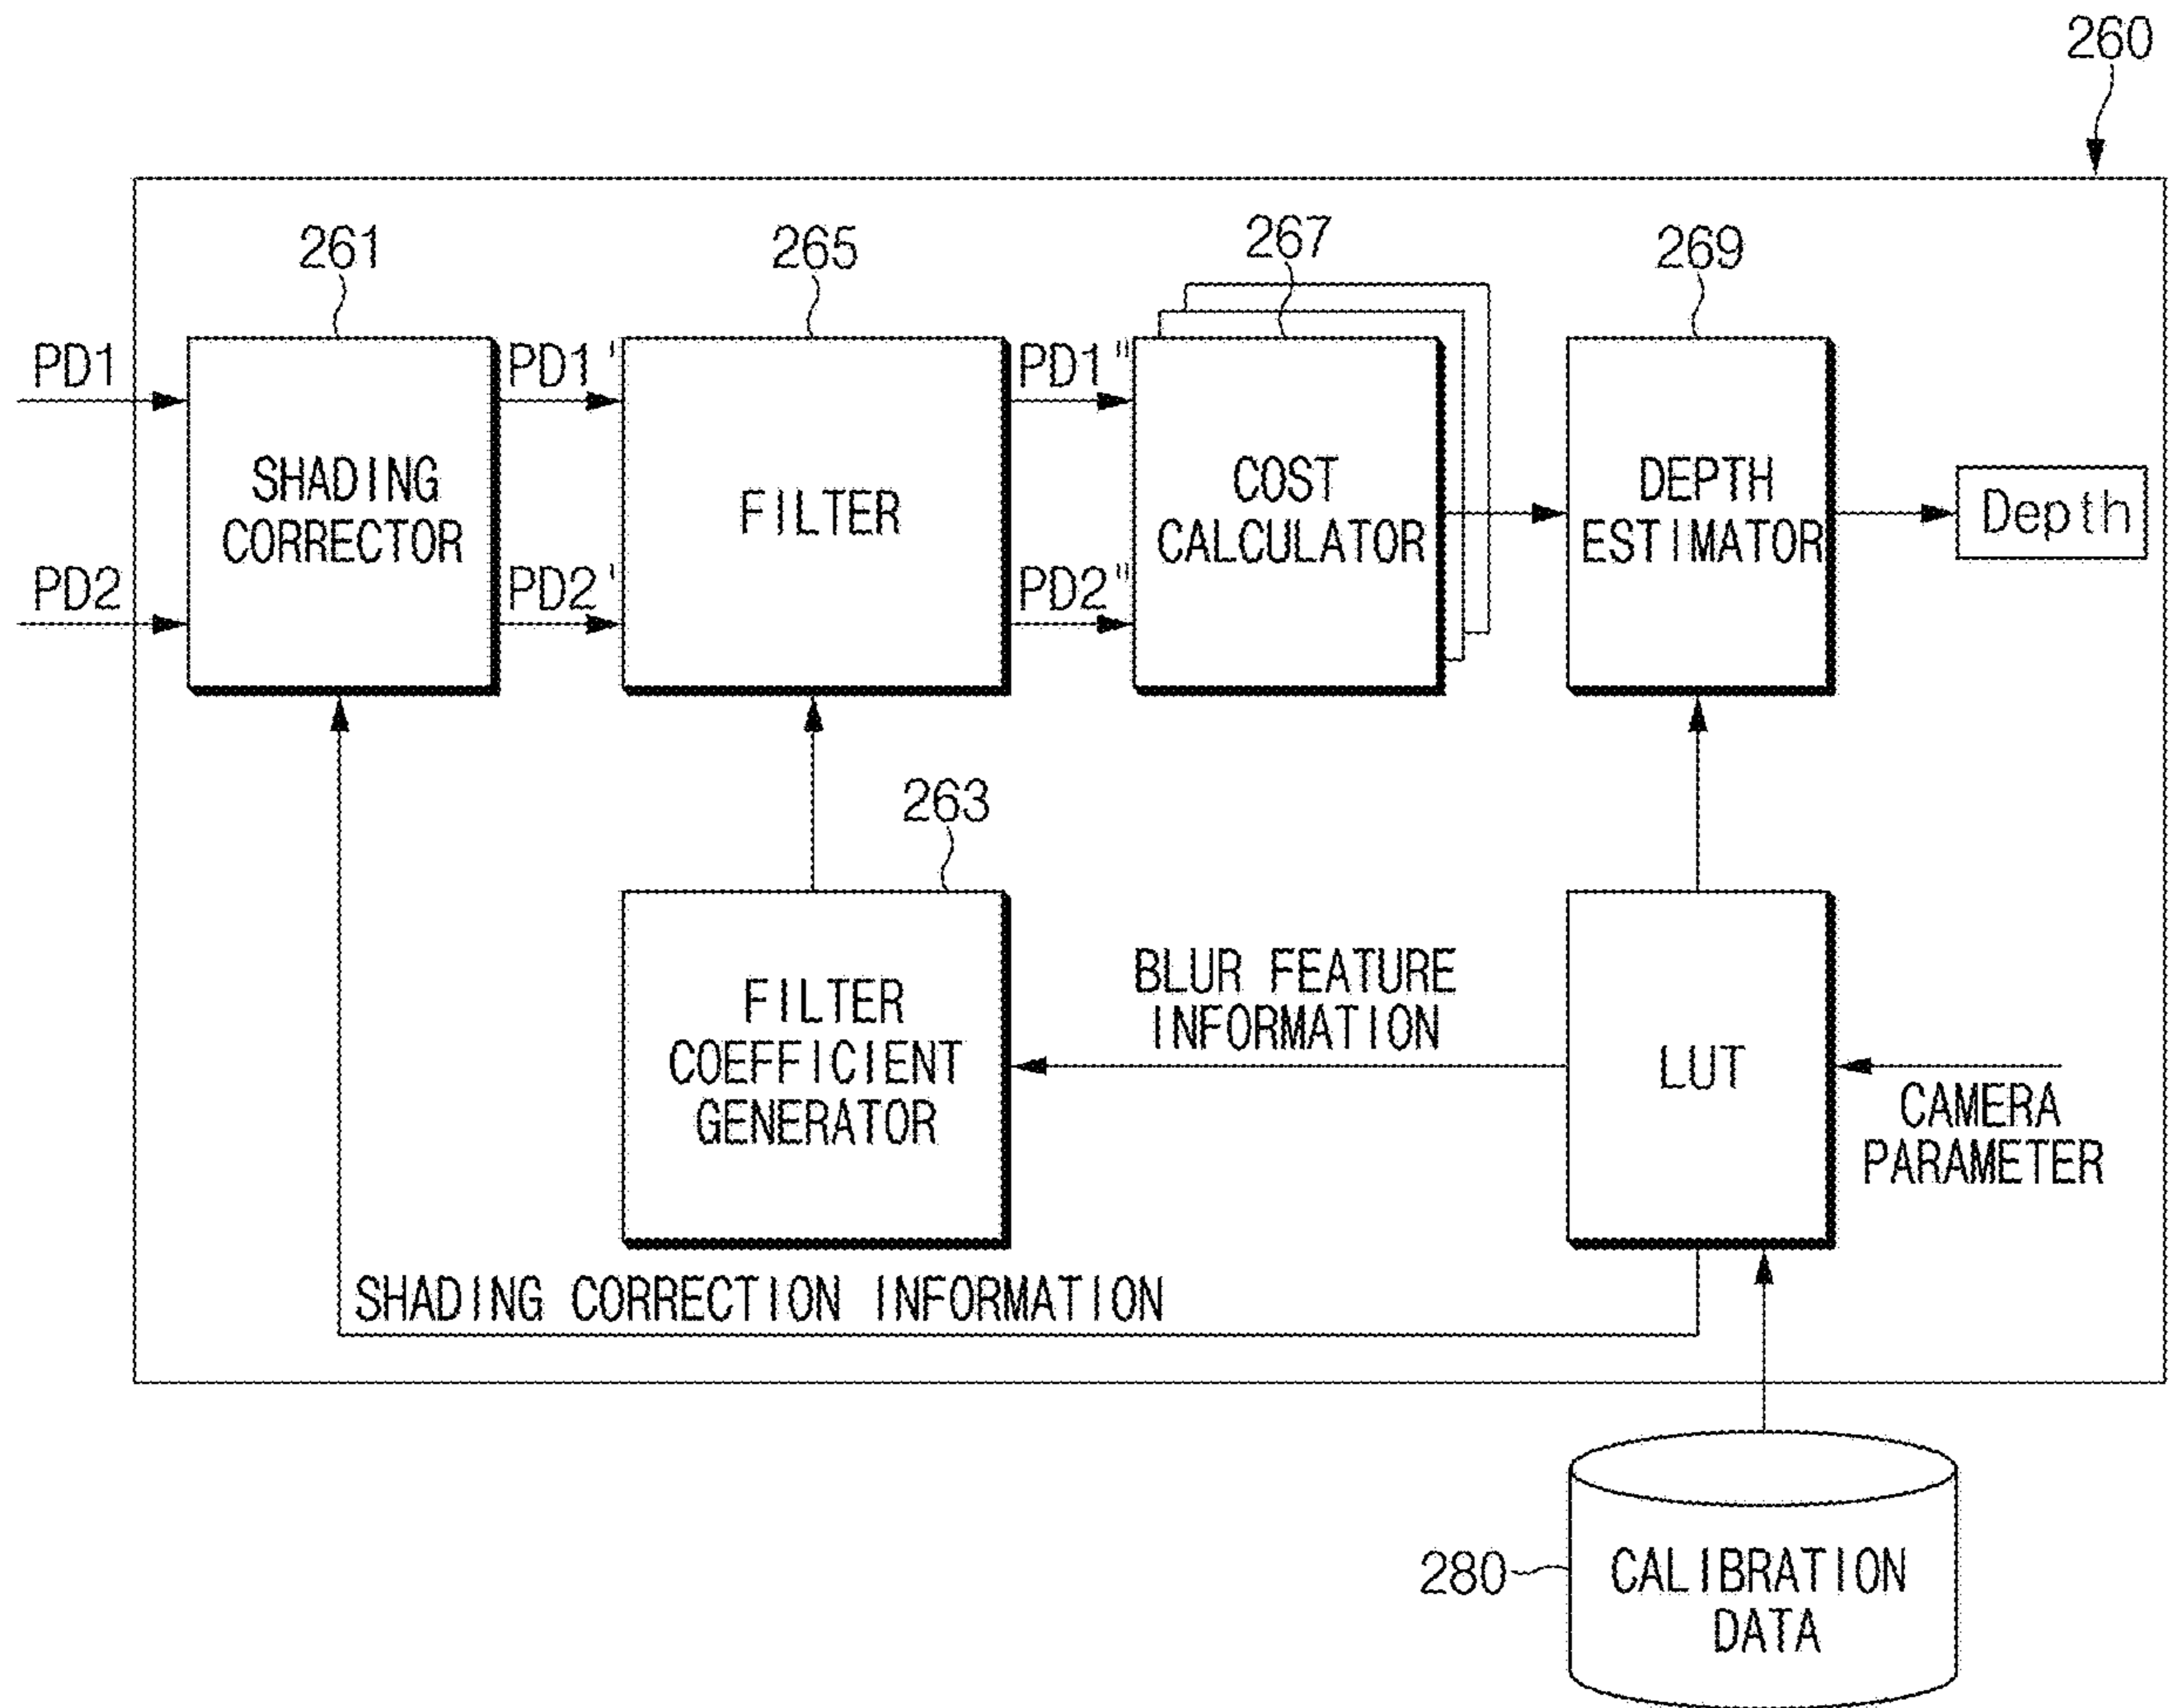 260
261
265
267
269
PD1
PD1'
PD1"
SHADING
CORRECTOR
FILTER
COST
CALCULATOR
DEPTH
ESTIMATOR
Depth
PD2
PD2'
PD2"
263
FILTER
COEFFICIENT
GENERATOR
BLUR FEATURE
INFORMATION
LUT
CAMERA
PARAMETER
SHADING CORRECTION INFORMATION
280
CALIBRATION
DATA